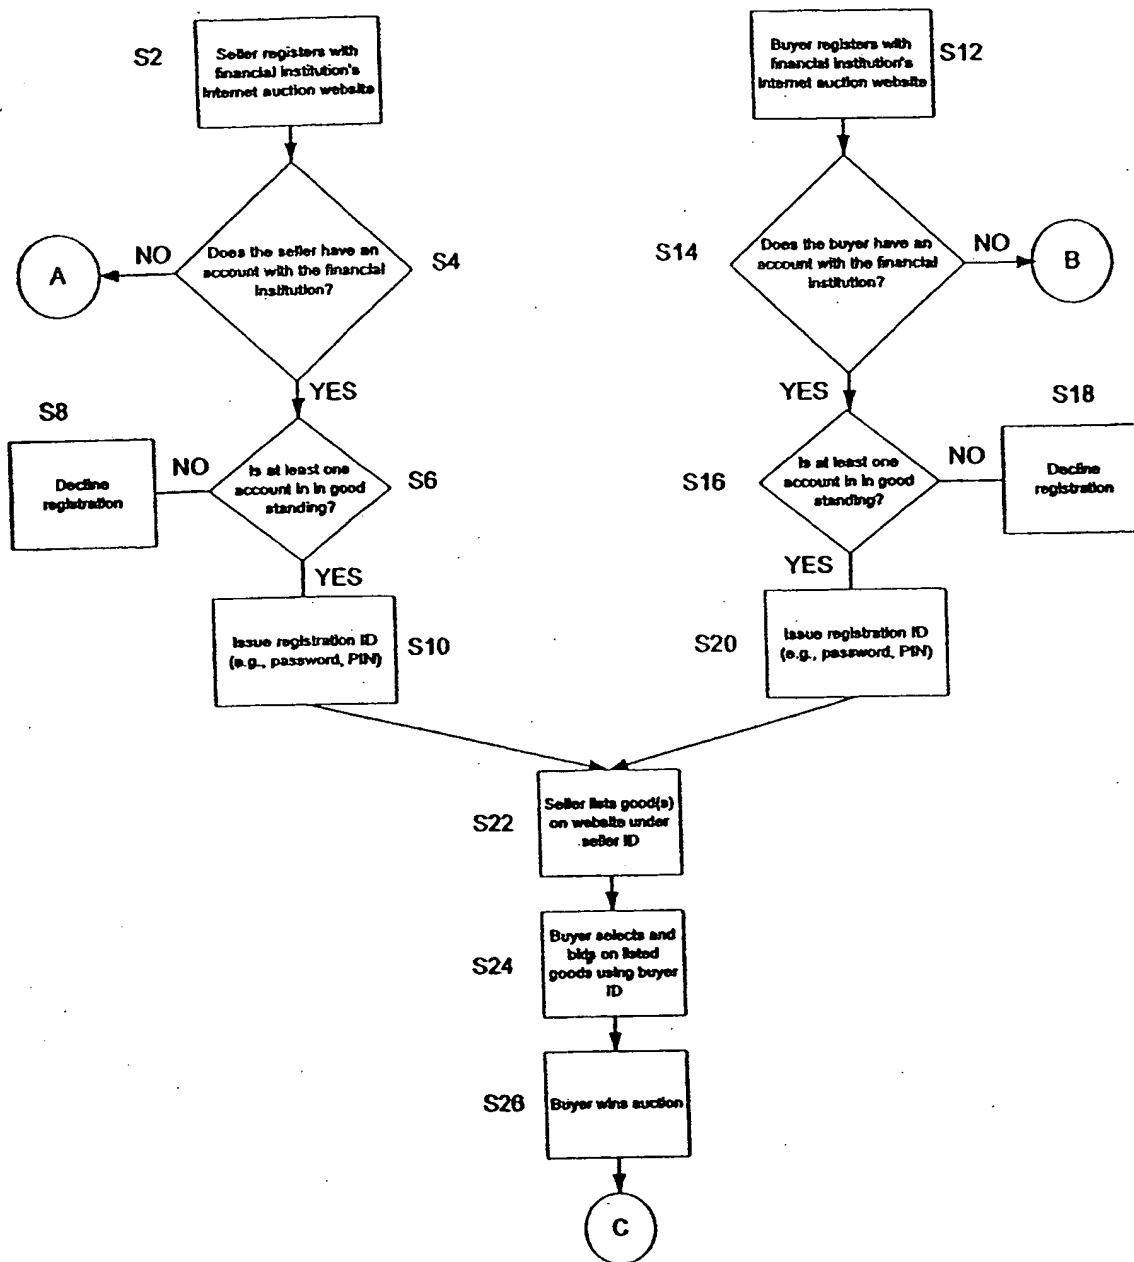 S2
Seller registers with
financial institution's
Internet auction website
Buyer registers with
financial institution's
Internet auction website
S12
A
NO
Does the seller have an
account with the financial
institution?
S4
S14
Does the buyer have an
account with the financial
institution?
NO
B
YES
YES
S8
S18
Decline
registration
NO
Is at least one
account in in good
standing?
S6
S16
Is at least one
account in in good
standing?
NO
Decline
registration
YES
YES
Issue registration ID
(e.g., password, PIN)
S10
S20
Issue registration ID
(e.g., password, PIN)
S22
Seller lists good(s)
on website under
seller ID
S24
Buyer selects and
bids on listed
goods using buyer
ID
S26
Buyer wins auction
C